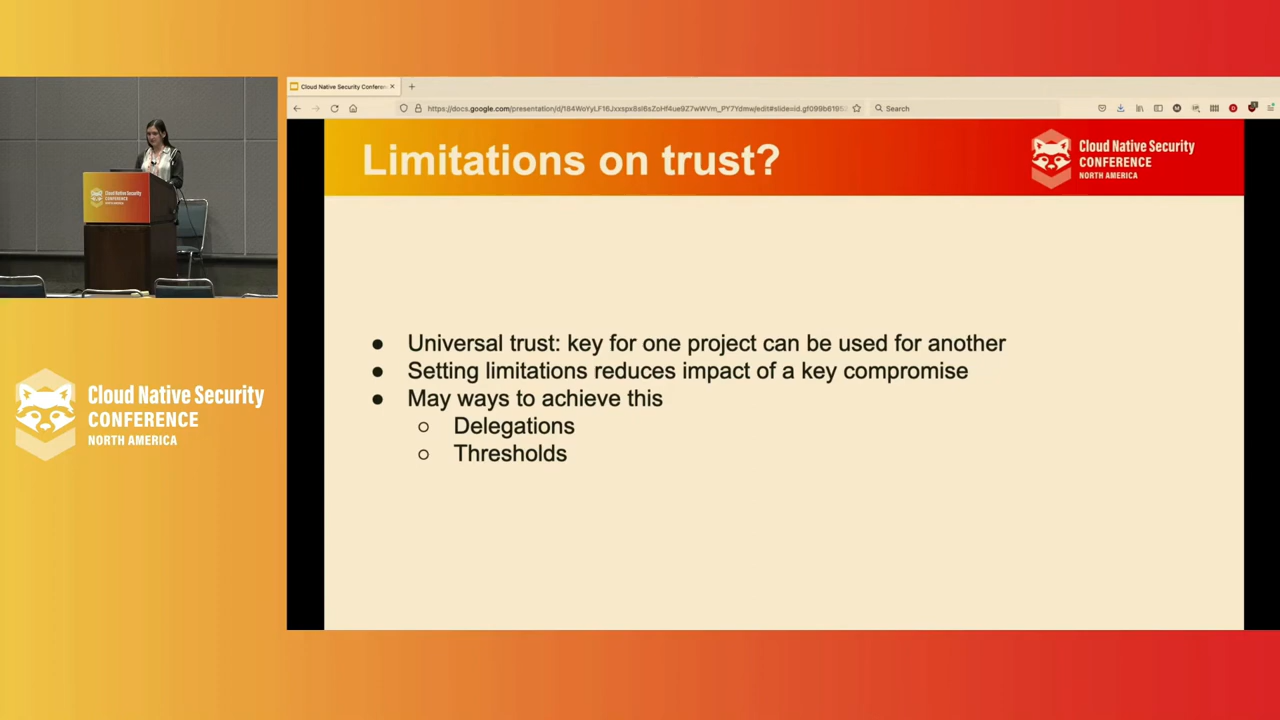 Cloud Native Security Conferen
Search
Limitations on trust?
Cloud Native Security
CONFERENCE
NORTH AMERICA
● Universal trust: key for one project can be used for another
● Setting limitations reduces impact of a key compromise
● May ways to achieve this
○ Delegations
○ Thresholds
Cloud Native Security
CONFERENCE
NORTH AMERICA